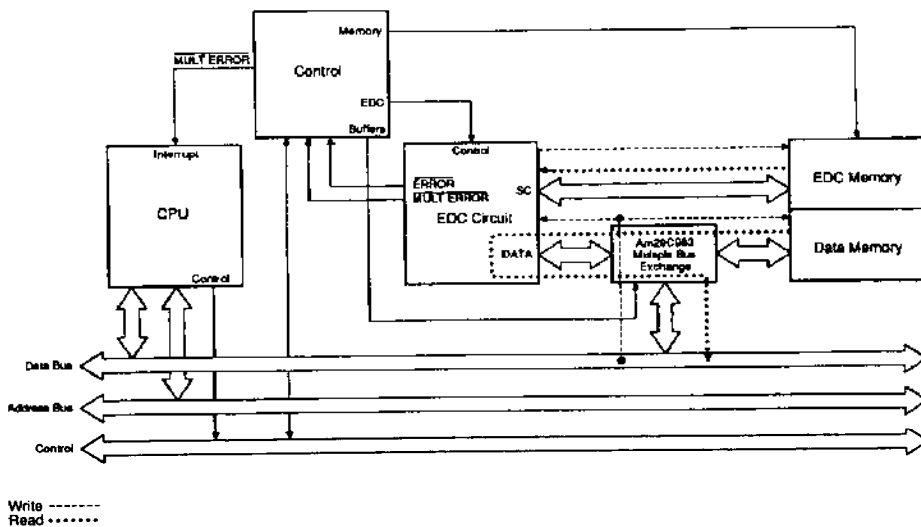 Memory
MULT ERROR
Control
EDC
Buffers
Interrupt
CPU
Control
Control
ERROR
MULT ERROR
SC
EDC Circuit
IDATA
EDC Memory
Data Memory
Am29C983
Multiple Bus
Exchange
Data Bus
Address Bus
Control
Write
Read